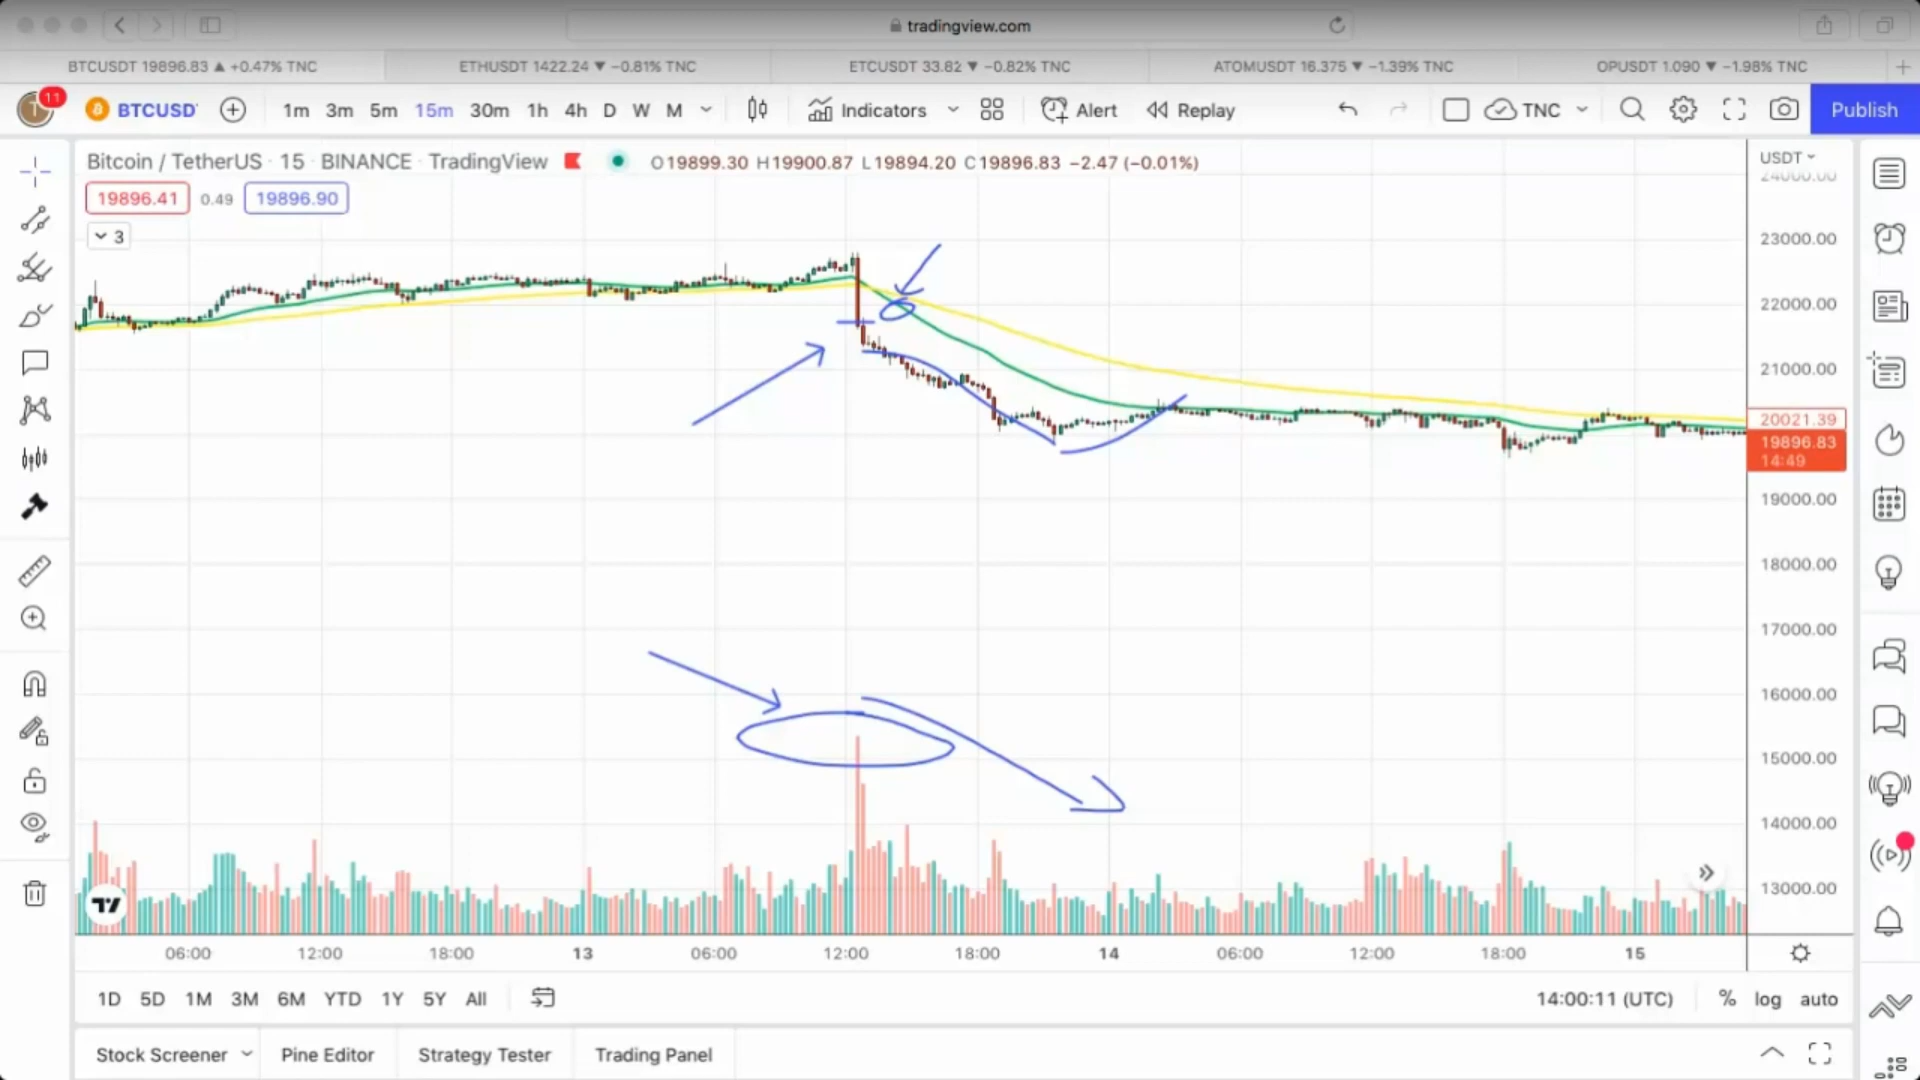 tradingview.com
BTCUSDT 19896.83 ▲ +0.47% TNC
ETHUSDT 1422.24 ▼ −0.81% TNC
ETCUSDT 33.82 ▼ −0.82% TNC
ATOMUSDT 16.375 ▼ −1.39% TNC
OPUSDT 1.090 ▼ −1.98% TNC
T 11 BTCUSD 1m 3m 5m 15m 30m 1h 4h D W M Indicators Alert Replay TNC Publish
Bitcoin / TetherUS · 15 · BINANCE · TradingView O19899.30 H19900.87 L19894.20 C19896.83 −2.47 (−0.01%)
USDT
24000.00
19896.41 0.49 19896.90
3
23000.00
22000.00
21000.00
20021.39
19896.83
14:49
19000.00
18000.00
17000.00
16000.00
15000.00
14000.00
13000.00
06:00 12:00 18:00 13 06:00 12:00 18:00 14 06:00 12:00 18:00 15
1D 5D 1M 3M 6M YTD 1Y 5Y All 14:00:11 (UTC) % log auto
Stock Screener Pine Editor Strategy Tester Trading Panel